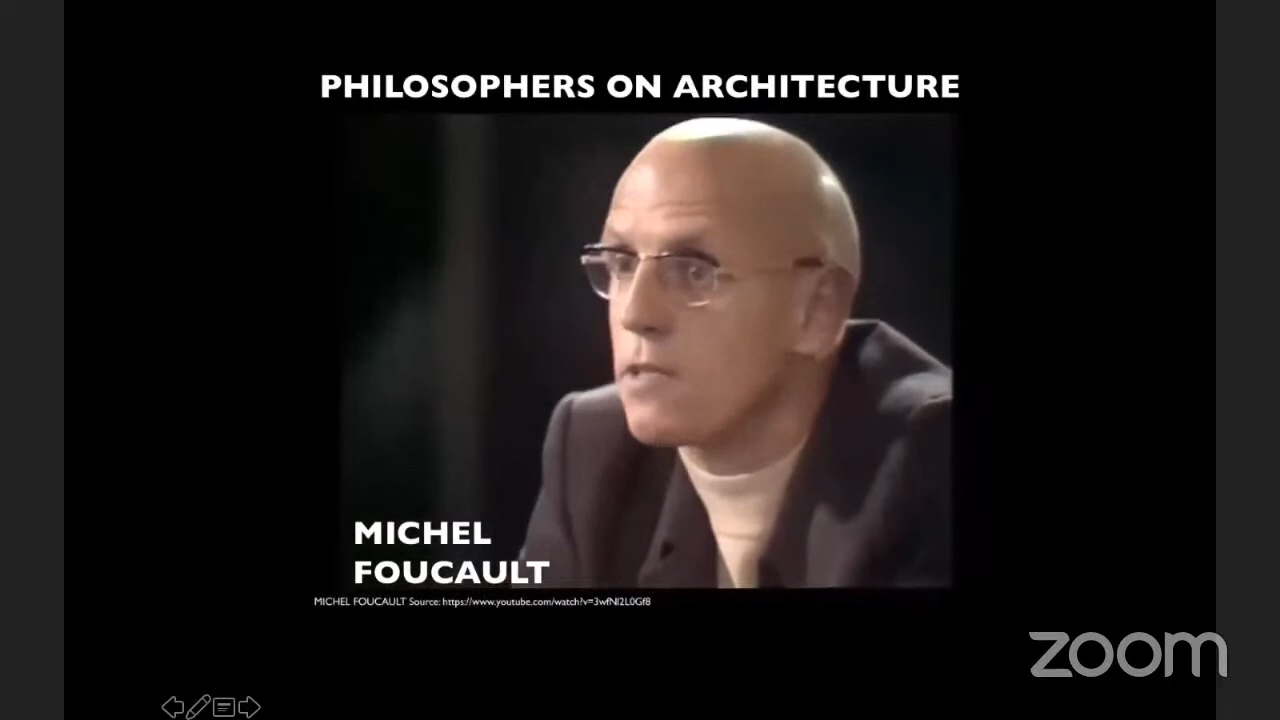 PHILOSOPHERS ON ARCHITECTURE
MICHEL
FOUCAULT
MICHEL FOUCAULT Source: https://www.youtube.com/watch?v=3wfNl2L0Gf8
zoom